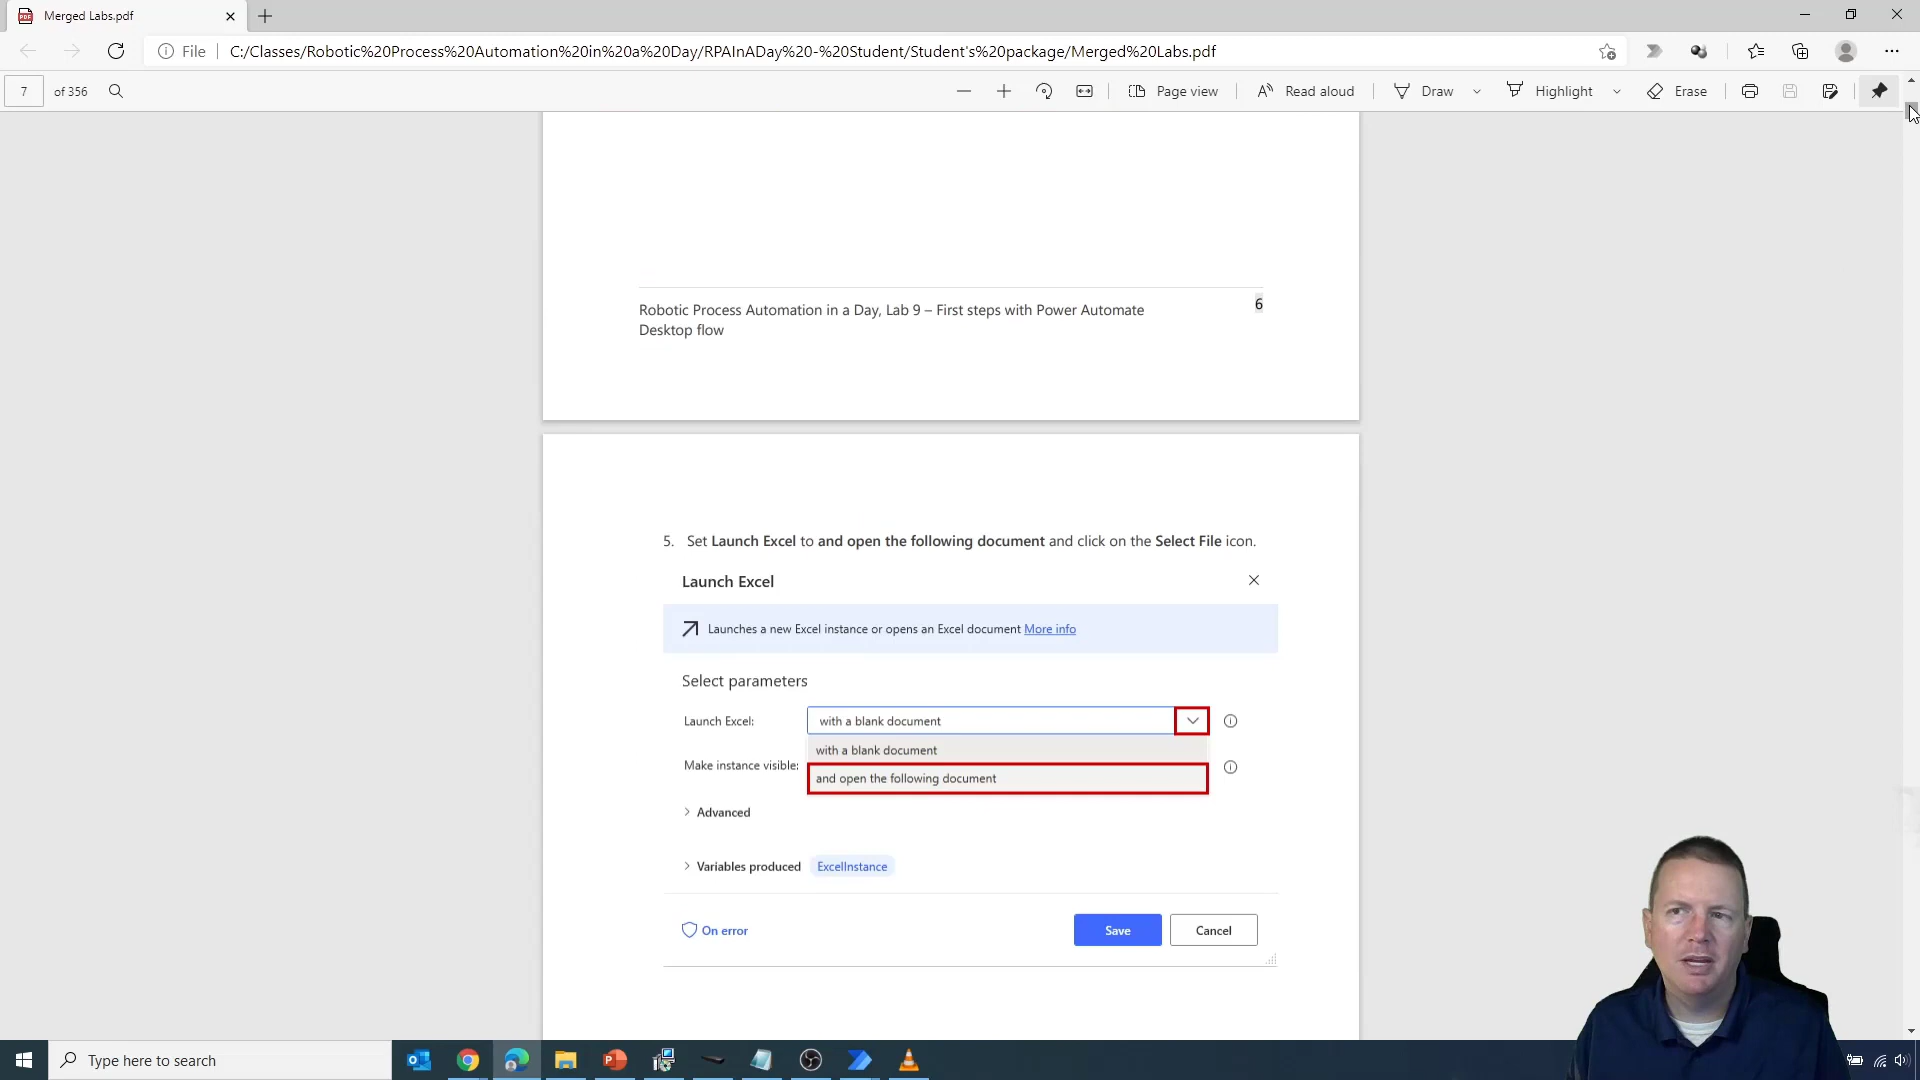 Merged Labs.pdf
File
C:/Classes/Robotic%20Process%20Automation%20in%20a%20Day/RPAInADay%20-%20Student/Student's%20package/Merged%20Labs.pdf
7 of 356
Page view
Read aloud
Draw
Highlight
Erase
6
Robotic Process Automation in a Day, Lab 9 – First steps with Power Automate
Desktop flow
5. Set Launch Excel to and open the following document and click on the Select File icon.
Launch Excel
Launches a new Excel instance or opens an Excel document More info
Select parameters
Launch Excel: with a blank document
with a blank document
Make instance visible:
and open the following document
Advanced
Variables produced ExcelInstance
On error
Save
Cancel
Type here to search